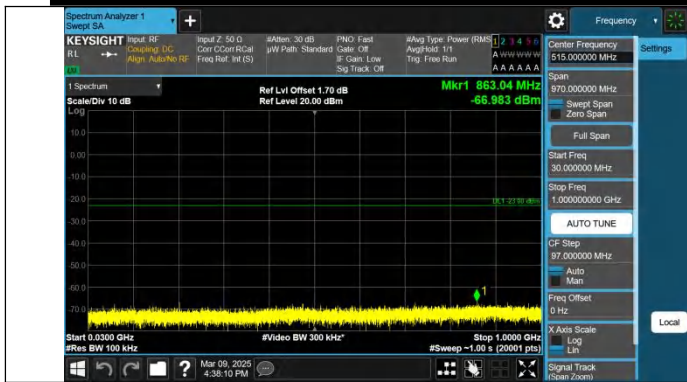 Spectrum Analyzer 1
Swept SA
Frequency
KEYSIGHT
RL
Input: RF
Coupling: DC
Align: Auto/No RF
Input Z: 50 Ω
Corr CCorr RCal
Freq Ref: Int (S)
#Atten: 30 dB
µW Path: Standard
PNO: Fast
Gate: Off
IF Gain: Low
Sig Track: Off
#Avg Type: Power (RMS
Avg|Hold: 1/1
Trig: Free Run
1 2 3 4 5 6
A W W W W W
A A A A A A
1 Spectrum
Scale/Div 10 dB
Ref Lvl Offset 1.70 dB
Ref Level 20.00 dBm
Mkr1 863.04 MHz
-66.983 dBm
Log
10.0
0.00
-10.0
-20.0
-30.0
-40.0
-50.0
-60.0
-70.0
DL1 -23.00 dBm
1
Start 0.0300 GHz
#Res BW 100 kHz
#Video BW 300 kHz*
Stop 1.0000 GHz
#Sweep ~1.00 s (20001 pts)
Mar 09, 2025
4:38:10 PM
Center Frequency
515.000000 MHz
Settings
Span
970.000000 MHz
Swept Span
Zero Span
Full Span
Start Freq
30.000000 MHz
Stop Freq
1.000000000 GHz
AUTO TUNE
CF Step
97.000000 MHz
Auto
Man
Freq Offset
0 Hz
X Axis Scale
Log
Lin
Local
Signal Track
(Span Zoom)